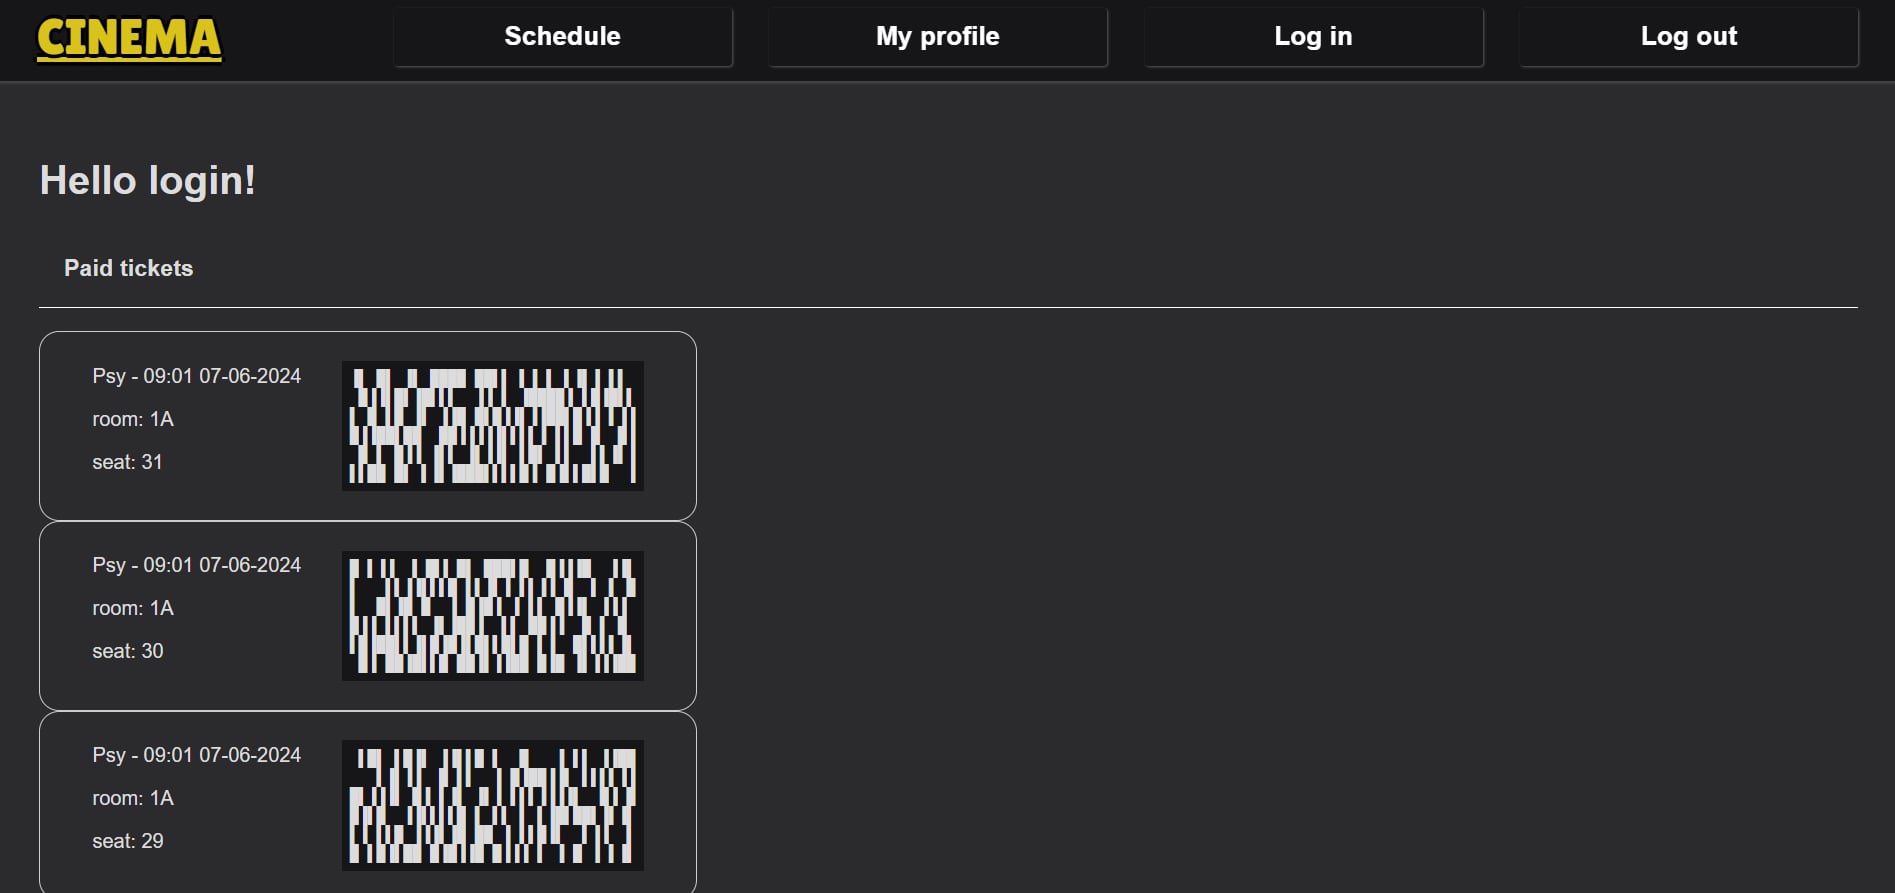 CINEMA
Schedule
My profile
Log in
Log out
Hello login!
Paid tickets
Psy - 09:01 07-06-2024
room: 1A
seat: 31
Psy - 09:01 07-06-2024
room: 1A
seat: 30
Psy - 09:01 07-06-2024
room: 1A
seat: 29